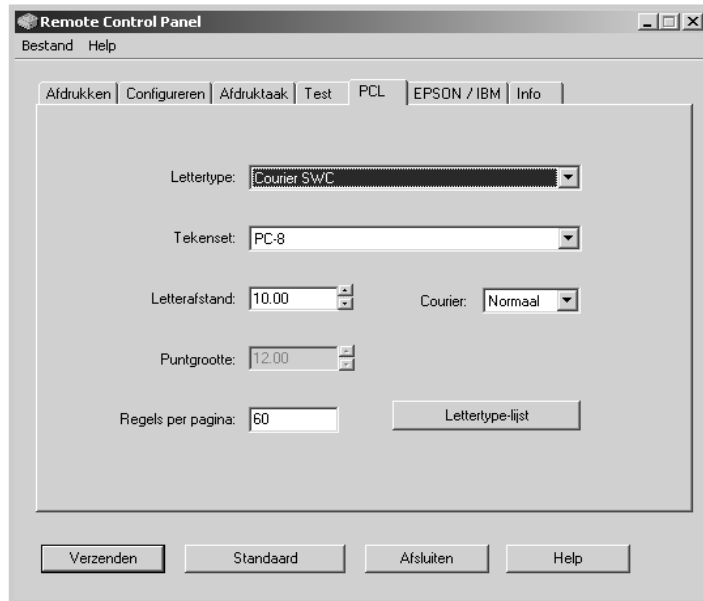 Remote Control Panel
Bestand Help
Afdrukken Configureren Afdruktaak Test PCL EPSON / IBM Info
Lettertype: Courier SWC
Tekenset: PC-8
Letterafstand: 10.00 Courier: Normaal
Puntgrootte: 12.00
Regels per pagina: 60 Lettertype-lijst
Verzenden Standaard Afsluiten Help